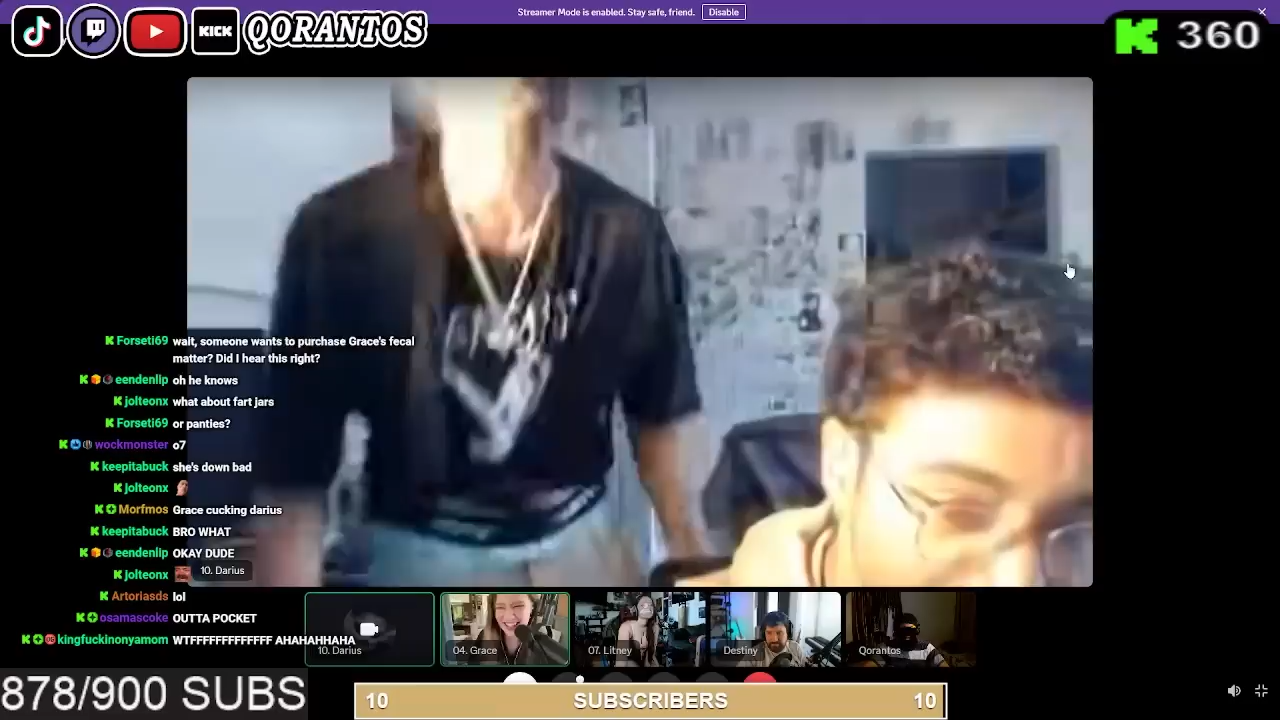 Streamer Mode is enabled. Stay safe, friend. Disable
KICK QORANTOS
360
Forseti69 wait, someone wants to purchase Grace's fecal
matter? Did I hear this right?
eendenlip oh he knows
jolteonx what about fart jars
Forseti69 or panties?
wockmonster o7
keepitabuck she's down bad
jolteonx
Morfmos Grace cucking darius
keepitabuck BRO WHAT
eendenlip OKAY DUDE
jolteonx
10. Darius
Artoriasds lol
osamascoke OUTTA POCKET
kingfuckinonyamom WTFFFFFFFFFFFFF AHAHAHHAHA
10. Darius
04. Grace
07. Litney
Destiny
Qorantos
878/900 SUBS
10 SUBSCRIBERS 10